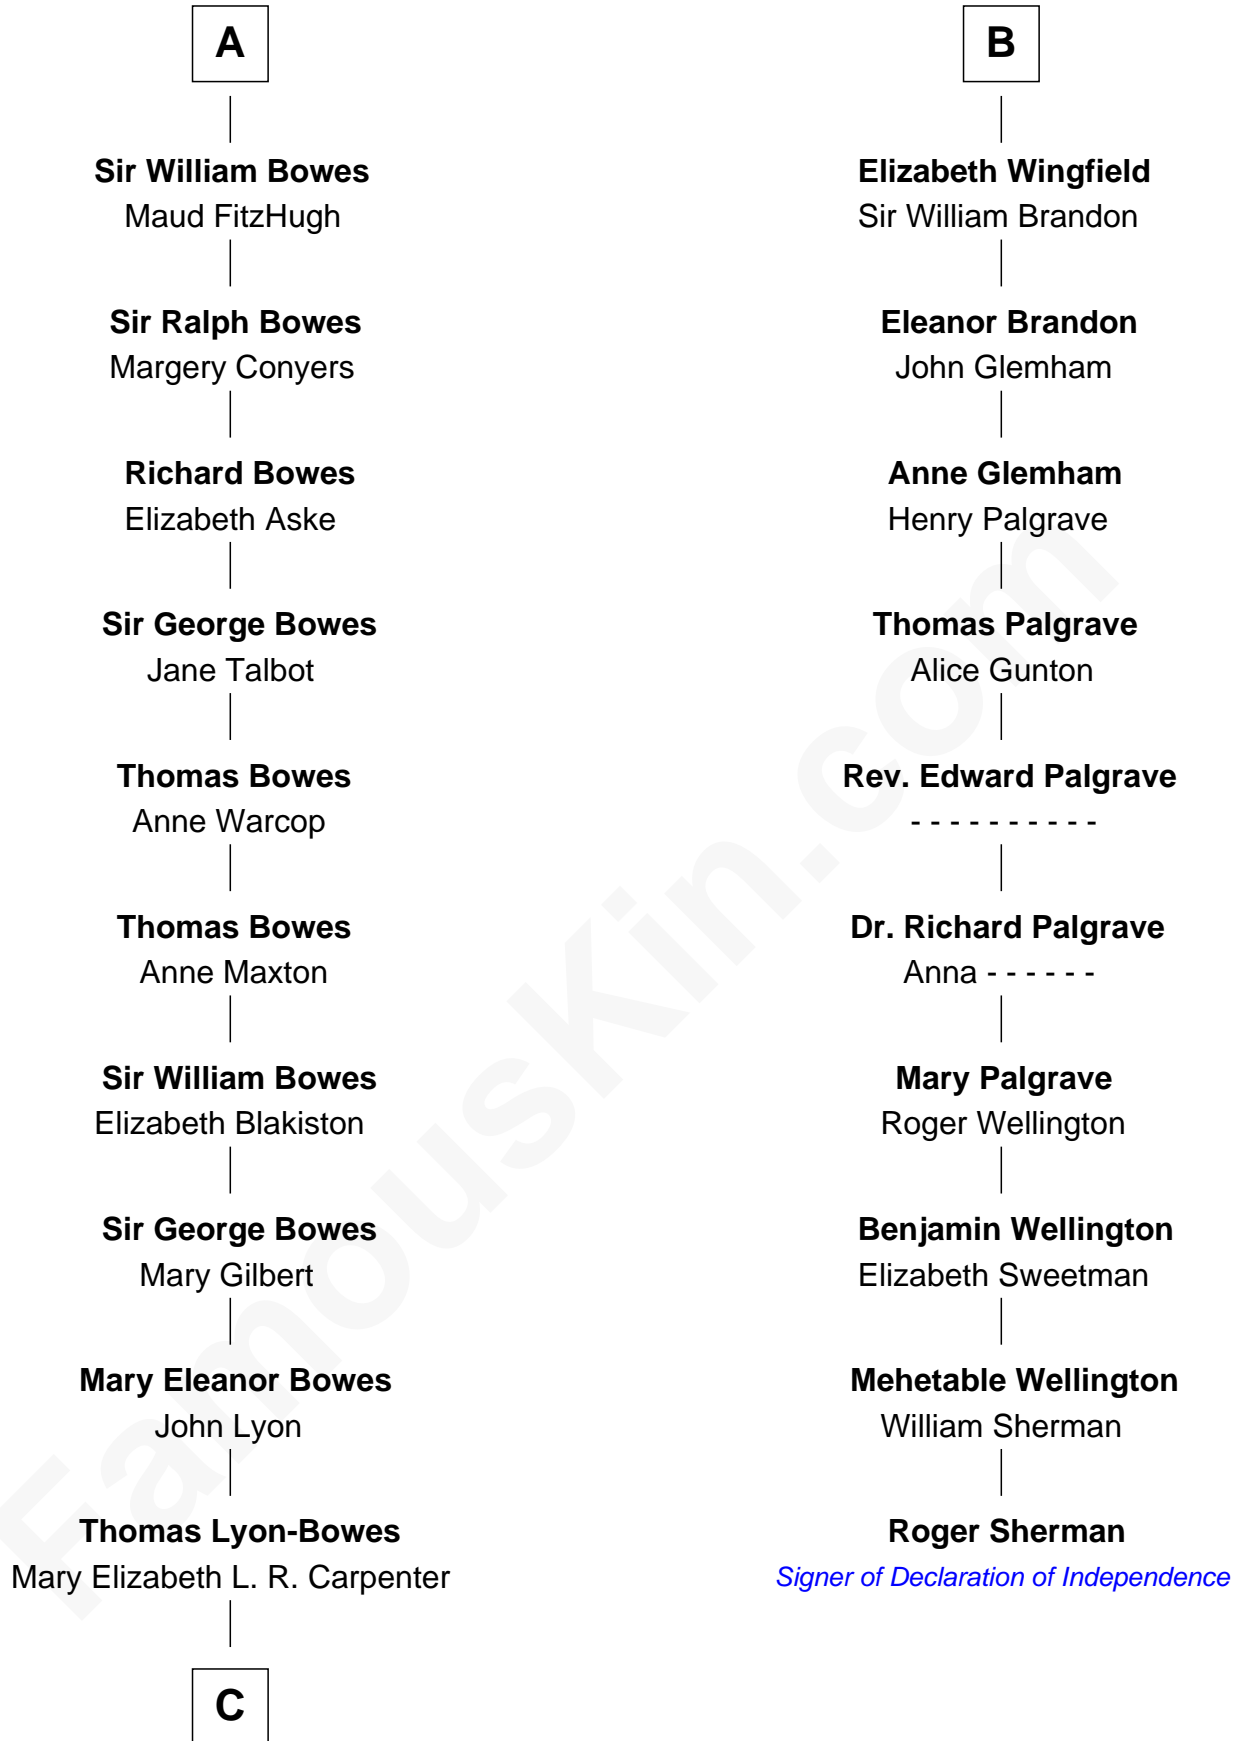 A
Sir William Bowes
Maud FitzHugh
Sir Ralph Bowes
Margery Conyers
Richard Bowes
Elizabeth Aske
Sir George Bowes
Jane Talbot
Thomas Bowes
Anne Warcop
Thomas Bowes
Anne Maxton
Sir William Bowes
Elizabeth Blakiston
Sir George Bowes
Mary Gilbert
Mary Eleanor Bowes
John Lyon
Thomas Lyon-Bowes
Mary Elizabeth L. R. Carpenter
C
B
Elizabeth Wingfield
Sir William Brandon
Eleanor Brandon
John Glemham
Anne Glemham
Henry Palgrave
Thomas Palgrave
Alice Gunton
Rev. Edward Palgrave
- - - - - - - - - -
Dr. Richard Palgrave
Anna - - - - - -
Mary Palgrave
Roger Wellington
Benjamin Wellington
Elizabeth Sweetman
Mehetable Wellington
William Sherman
Roger Sherman
Signer of Declaration of Independence
FamousKin.com